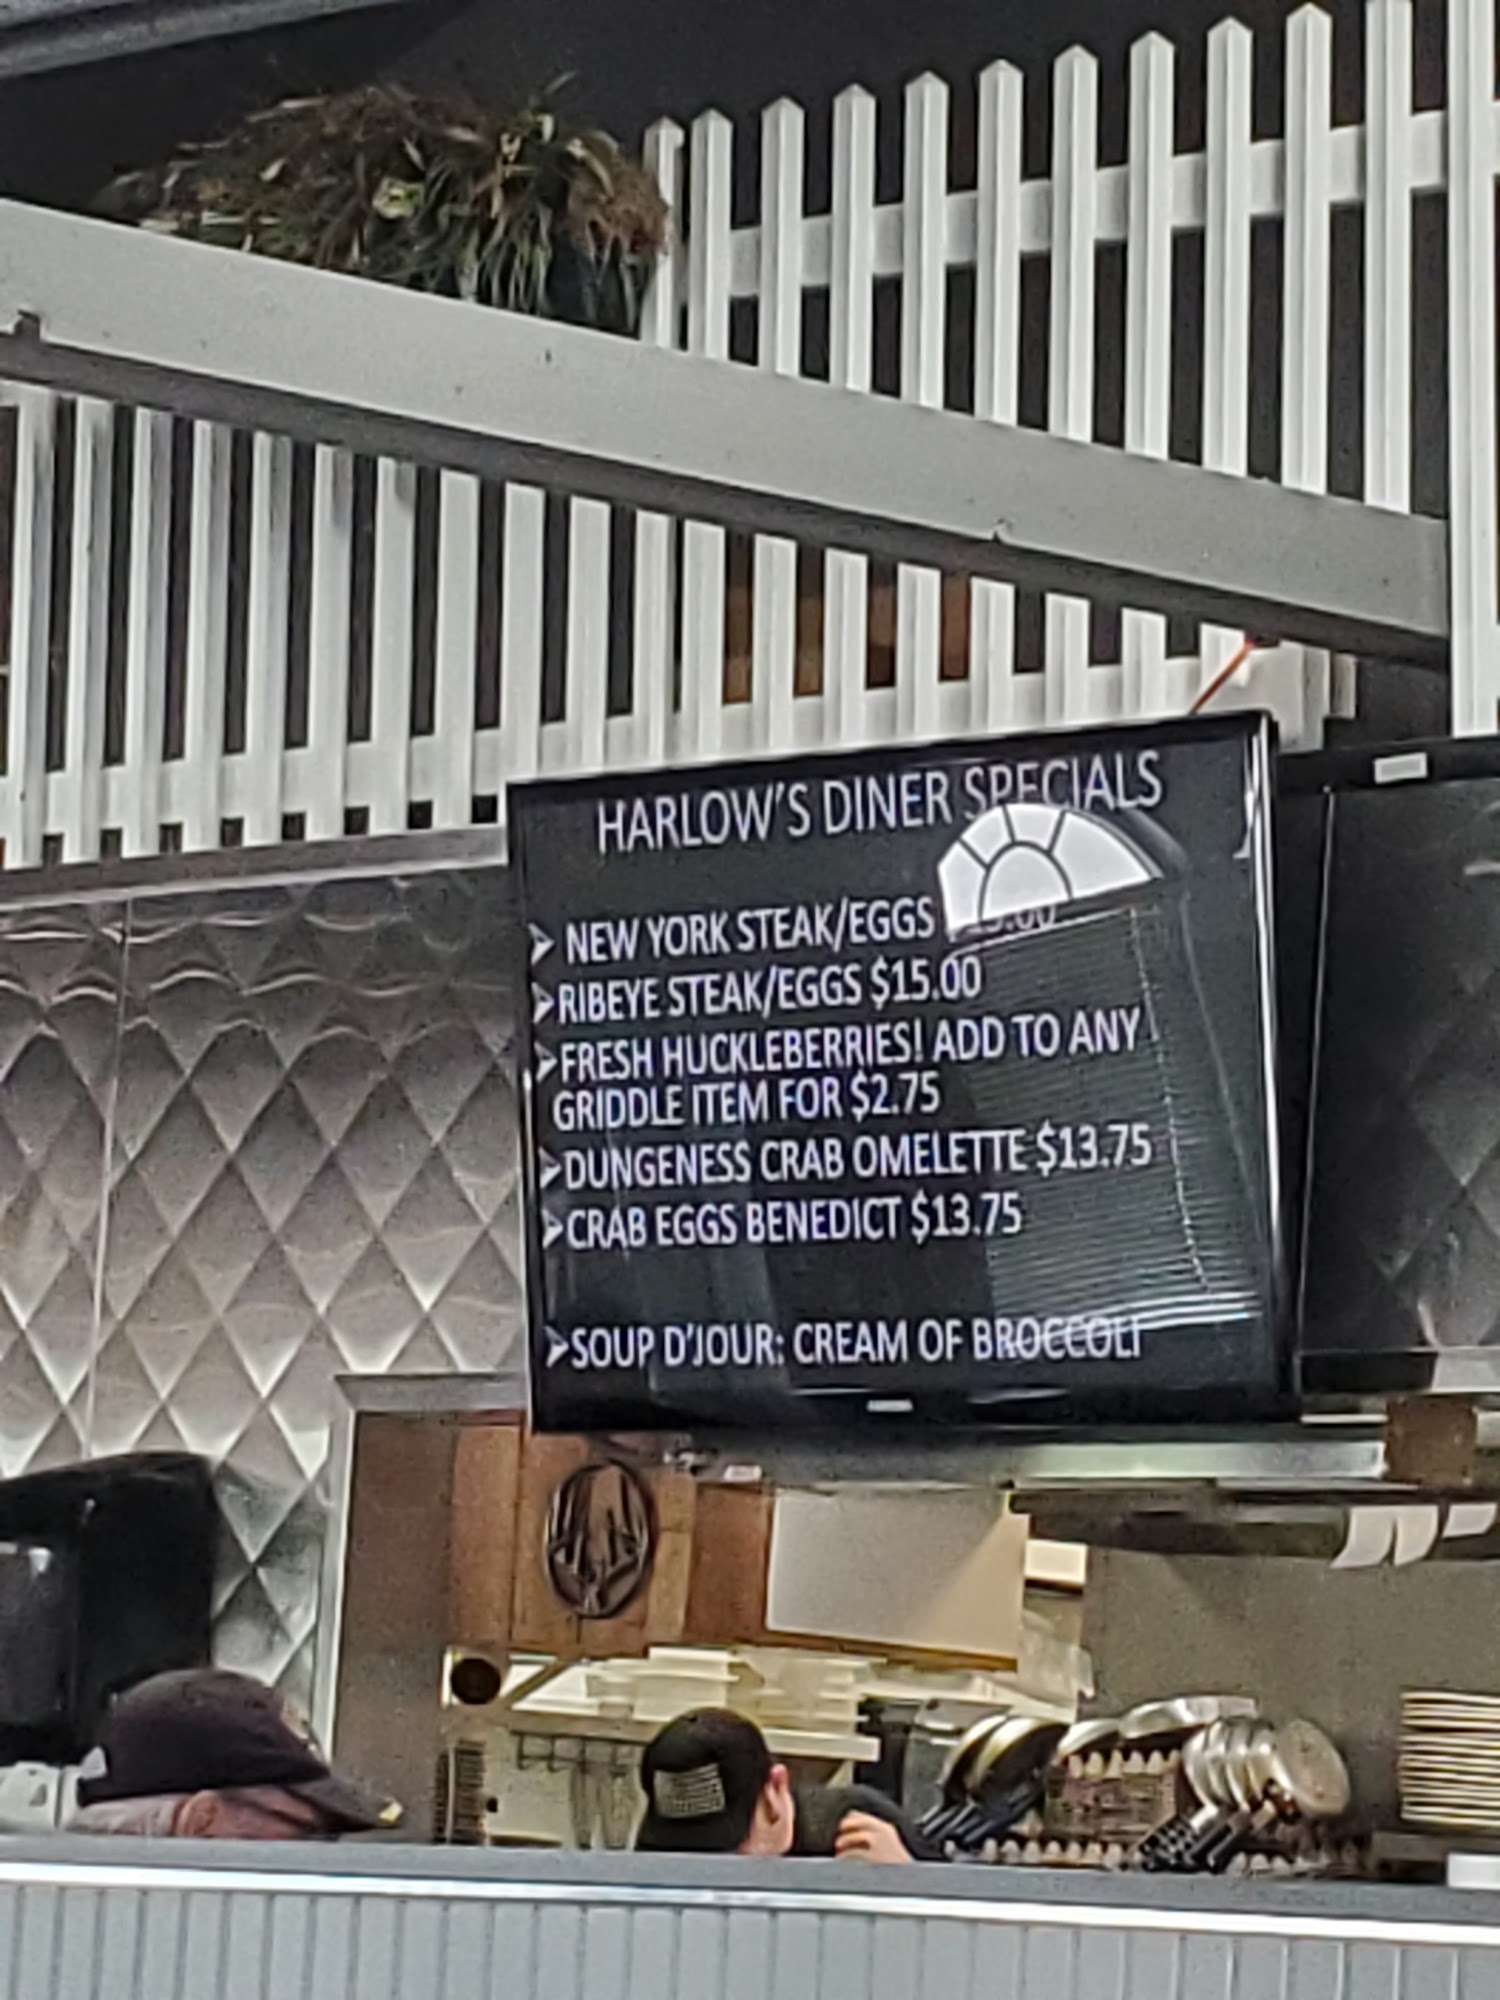 HARLOW'S DINER SPECIALS
➢ NEW YORK STEAK/EGGS
➢RIBEYE STEAK/EGGS $15.00
➢FRESH HUCKLEBERRIES! ADD TO ANY
GRIDDLE ITEM FOR $2.75
➢DUNGENESS CRAB OMELETTE $13.75
➢CRAB EGGS BENEDICT $13.75
➢SOUP D'JOUR: CREAM OF BROCCOLI